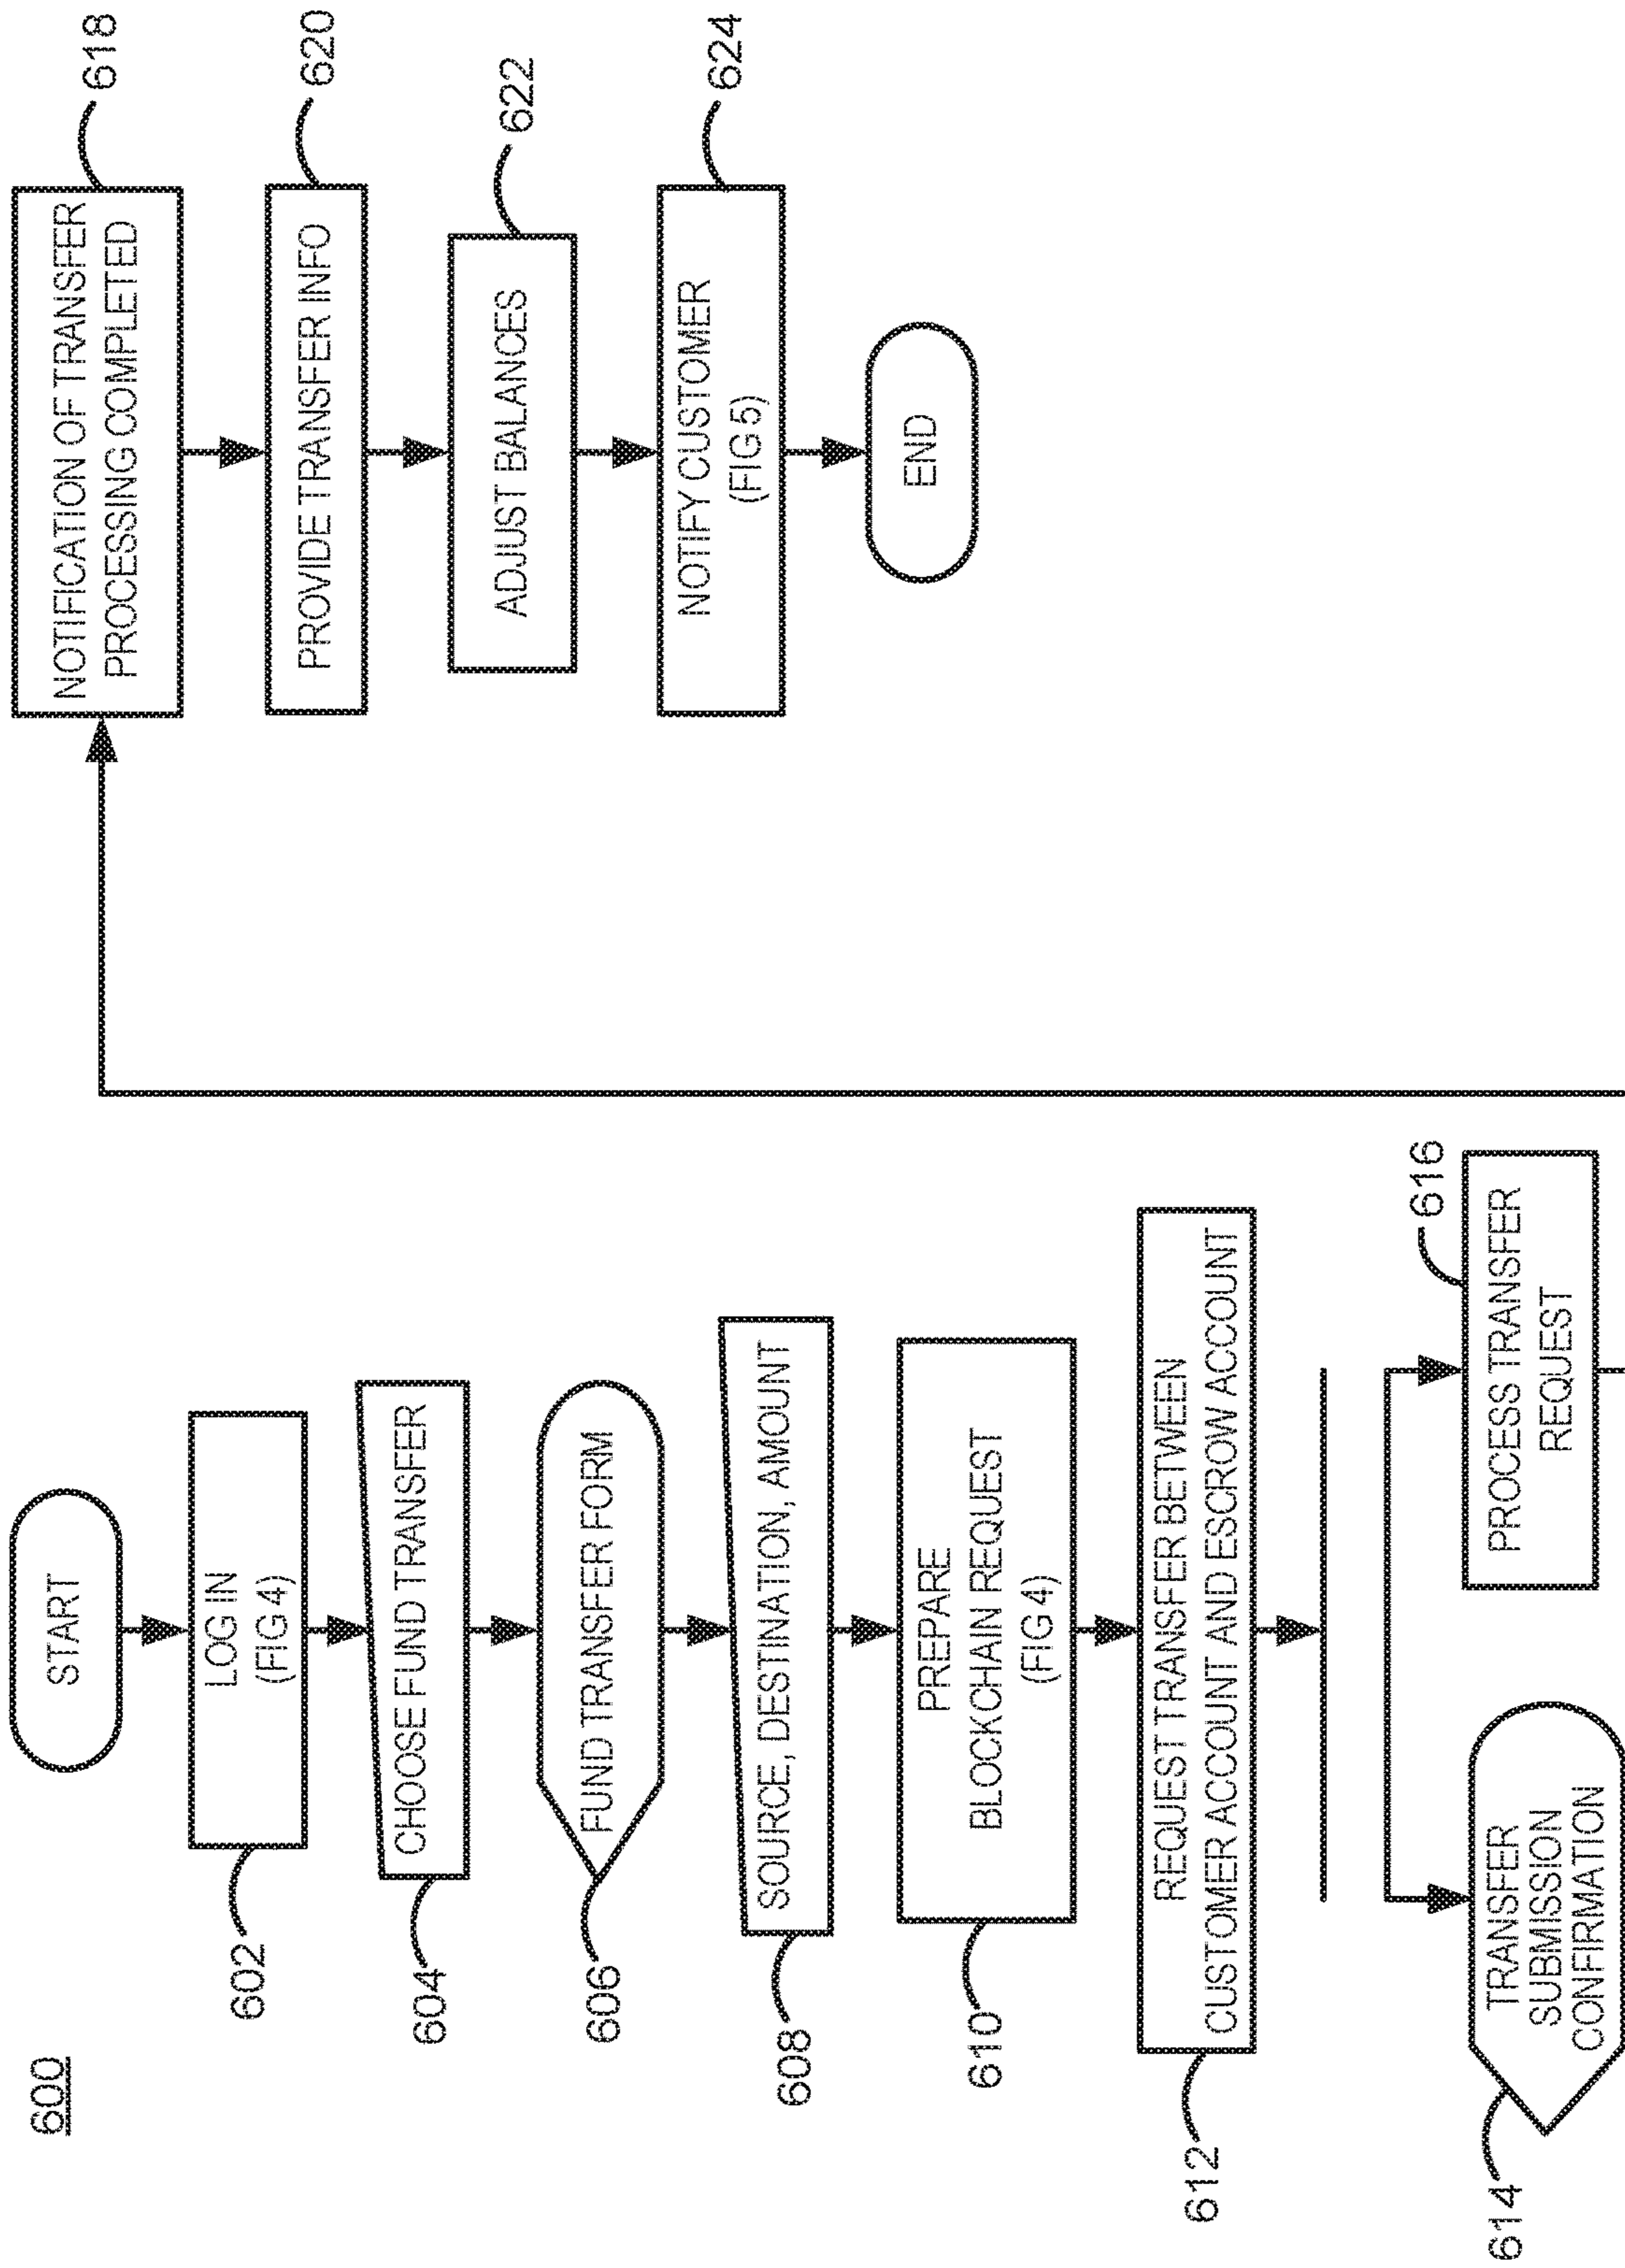 600
START
LOG IN
(FIG 4)
602
CHOOSE FUND TRANSFER
604
FUND TRANSFER FORM
606
SOURCE, DESTINATION, AMOUNT
608
PREPARE
BLOCKCHAIN REQUEST
(FIG 4)
610
REQUEST TRANSFER BETWEEN
CUSTOMER ACCOUNT AND ESCROW ACCOUNT
612
TRANSFER
SUBMISSION
CONFIRMATION
614
PROCESS TRANSFER
REQUEST
616
NOTIFICATION OF TRANSFER
PROCESSING COMPLETED
618
PROVIDE TRANSFER INFO
620
ADJUST BALANCES
622
NOTIFY CUSTOMER
(FIG 5)
624
END